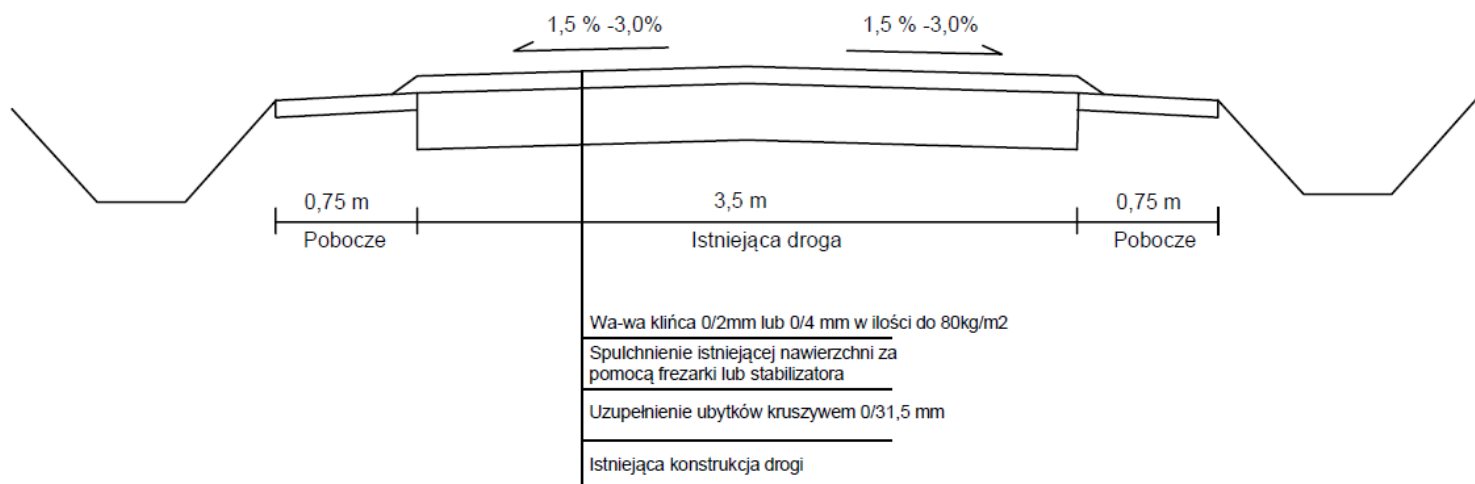 1,5 % -3,0%
1,5 % -3,0%
0,75 m
3,5 m
0,75 m
Pobocze
Istniejąca droga
Pobocze
Wa-wa klińca 0/2mm lub 0/4 mm w ilości do 80kg/m2
Spulchnienie istniejącej nawierzchni za
pomocą frezarki lub stabilizatora
Uzupełnienie ubytków kruszywem 0/31,5 mm
Istniejąca konstrukcja drogi